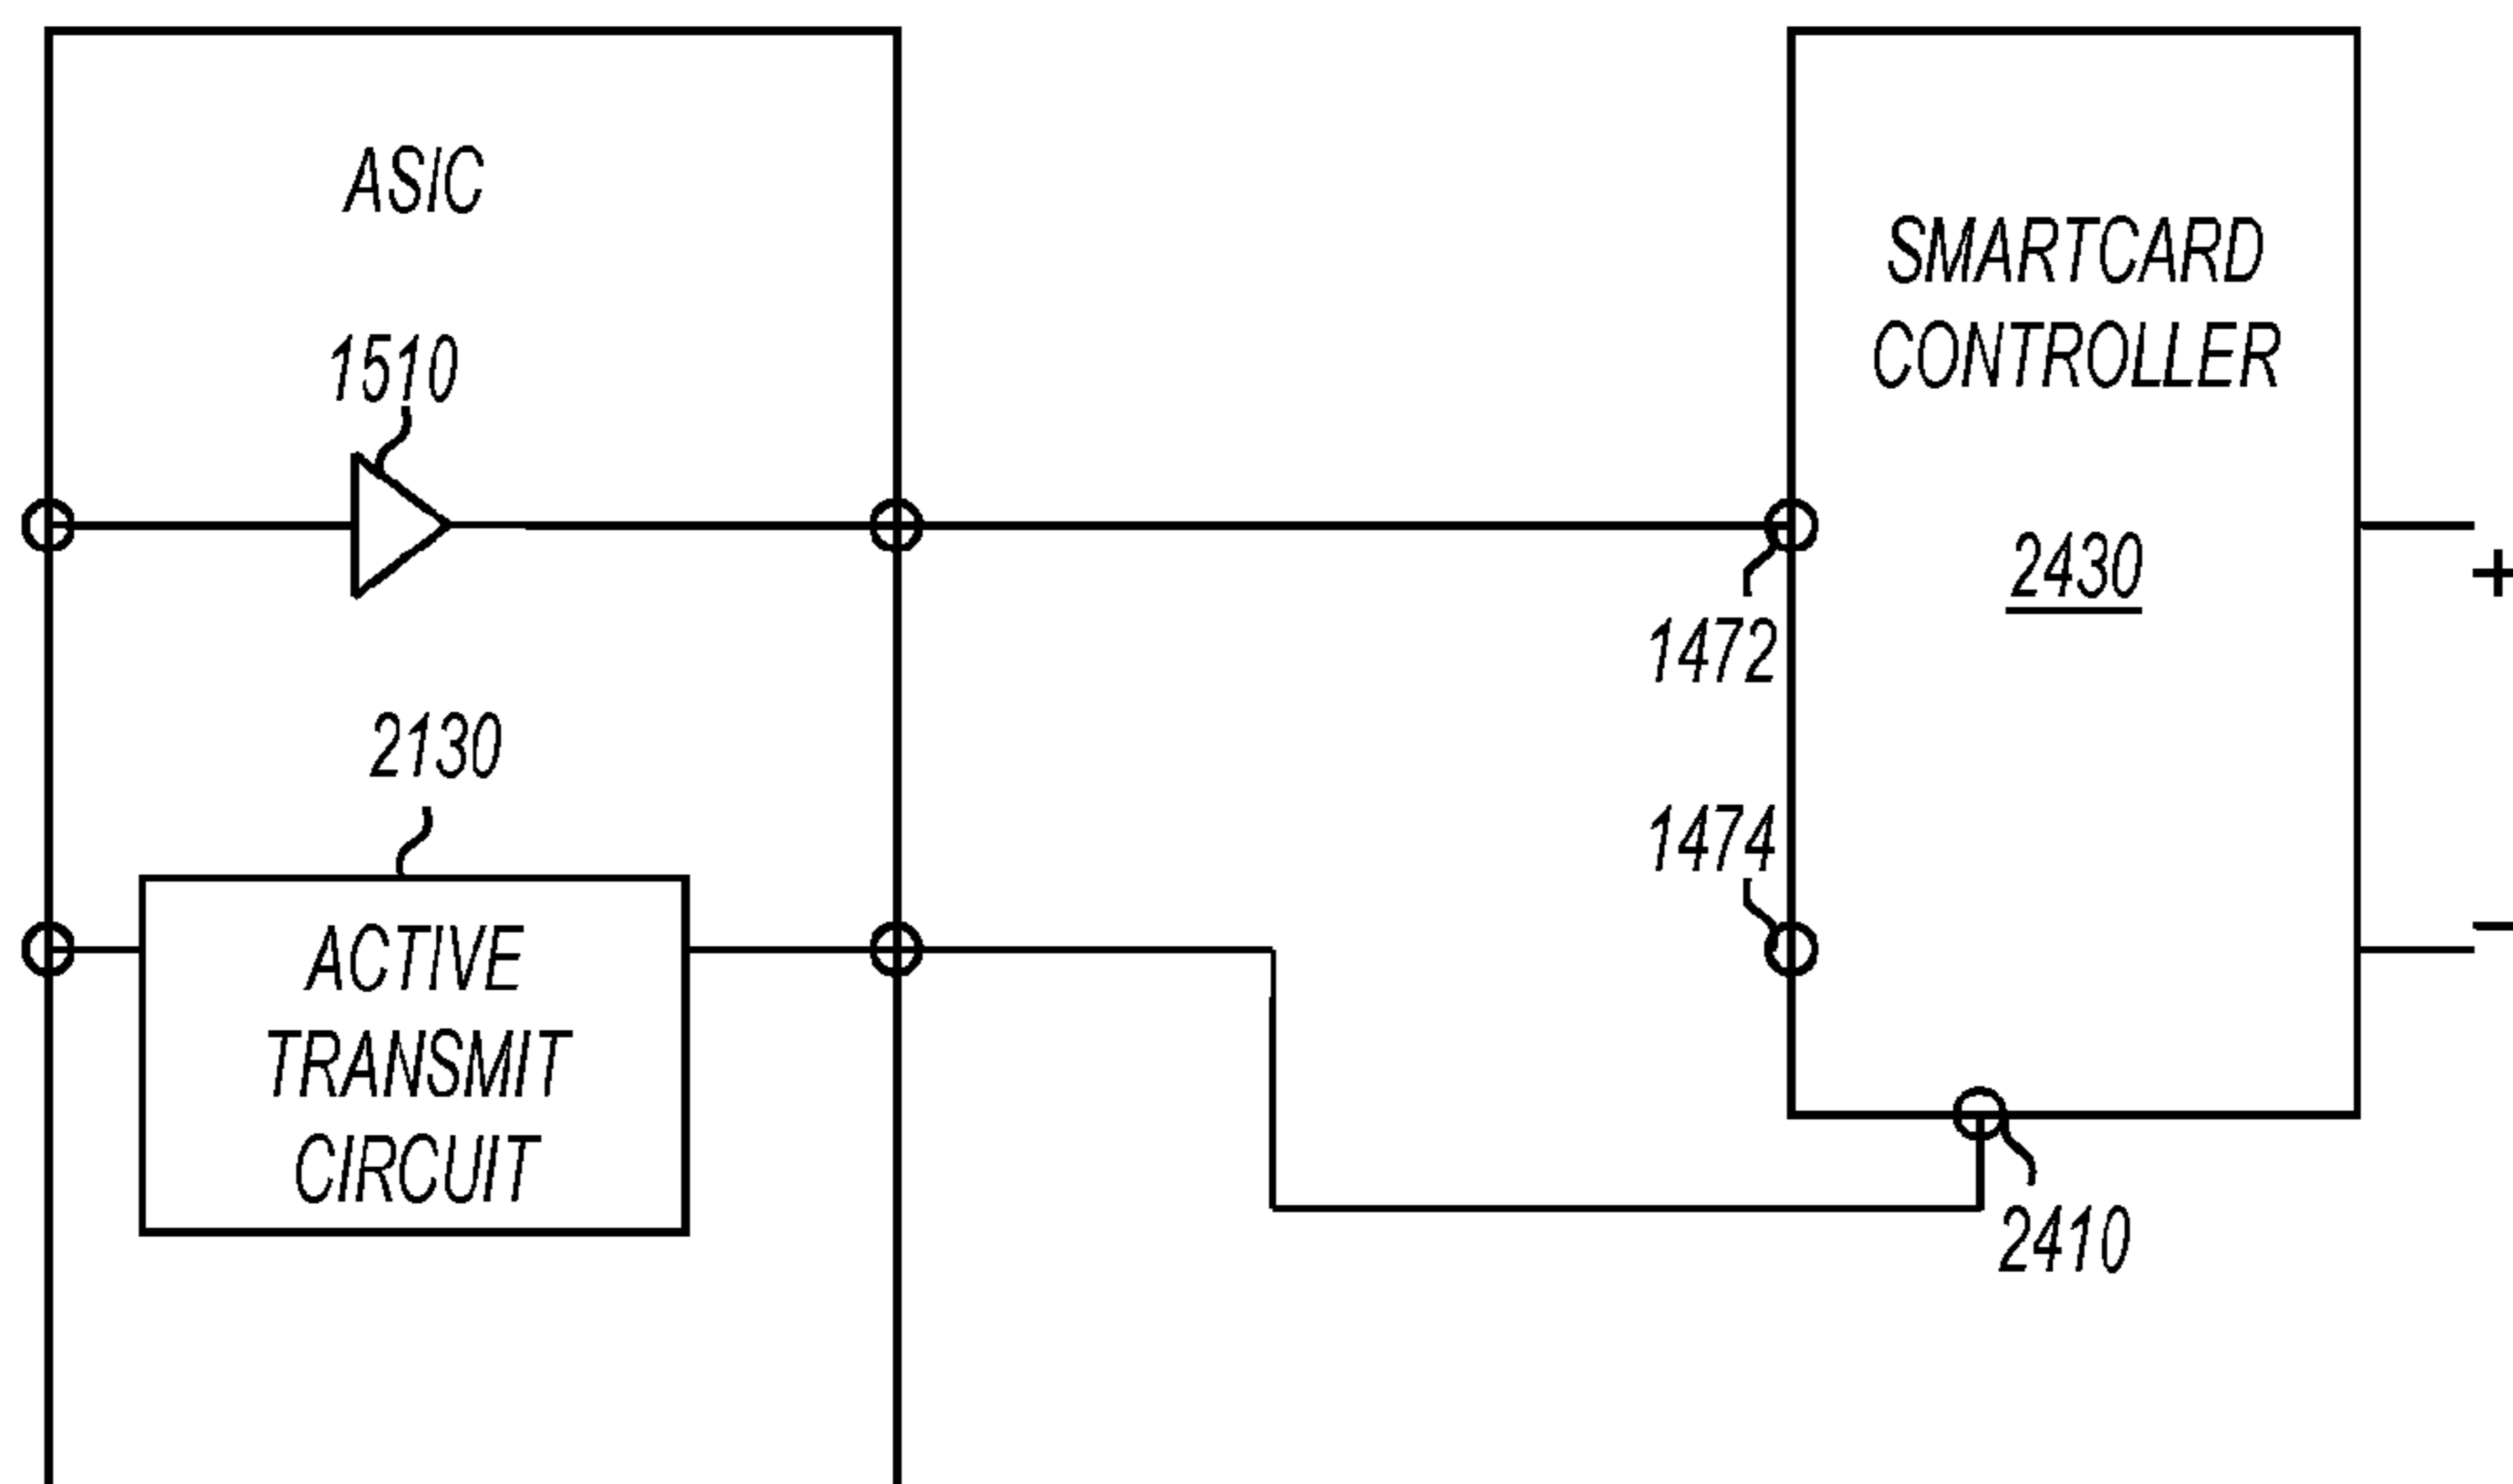 ASIC
1510
2130
ACTIVE
TRANSMIT
CIRCUIT
SMARTCARD
CONTROLLER
2430
1472
1474
2410
+
−